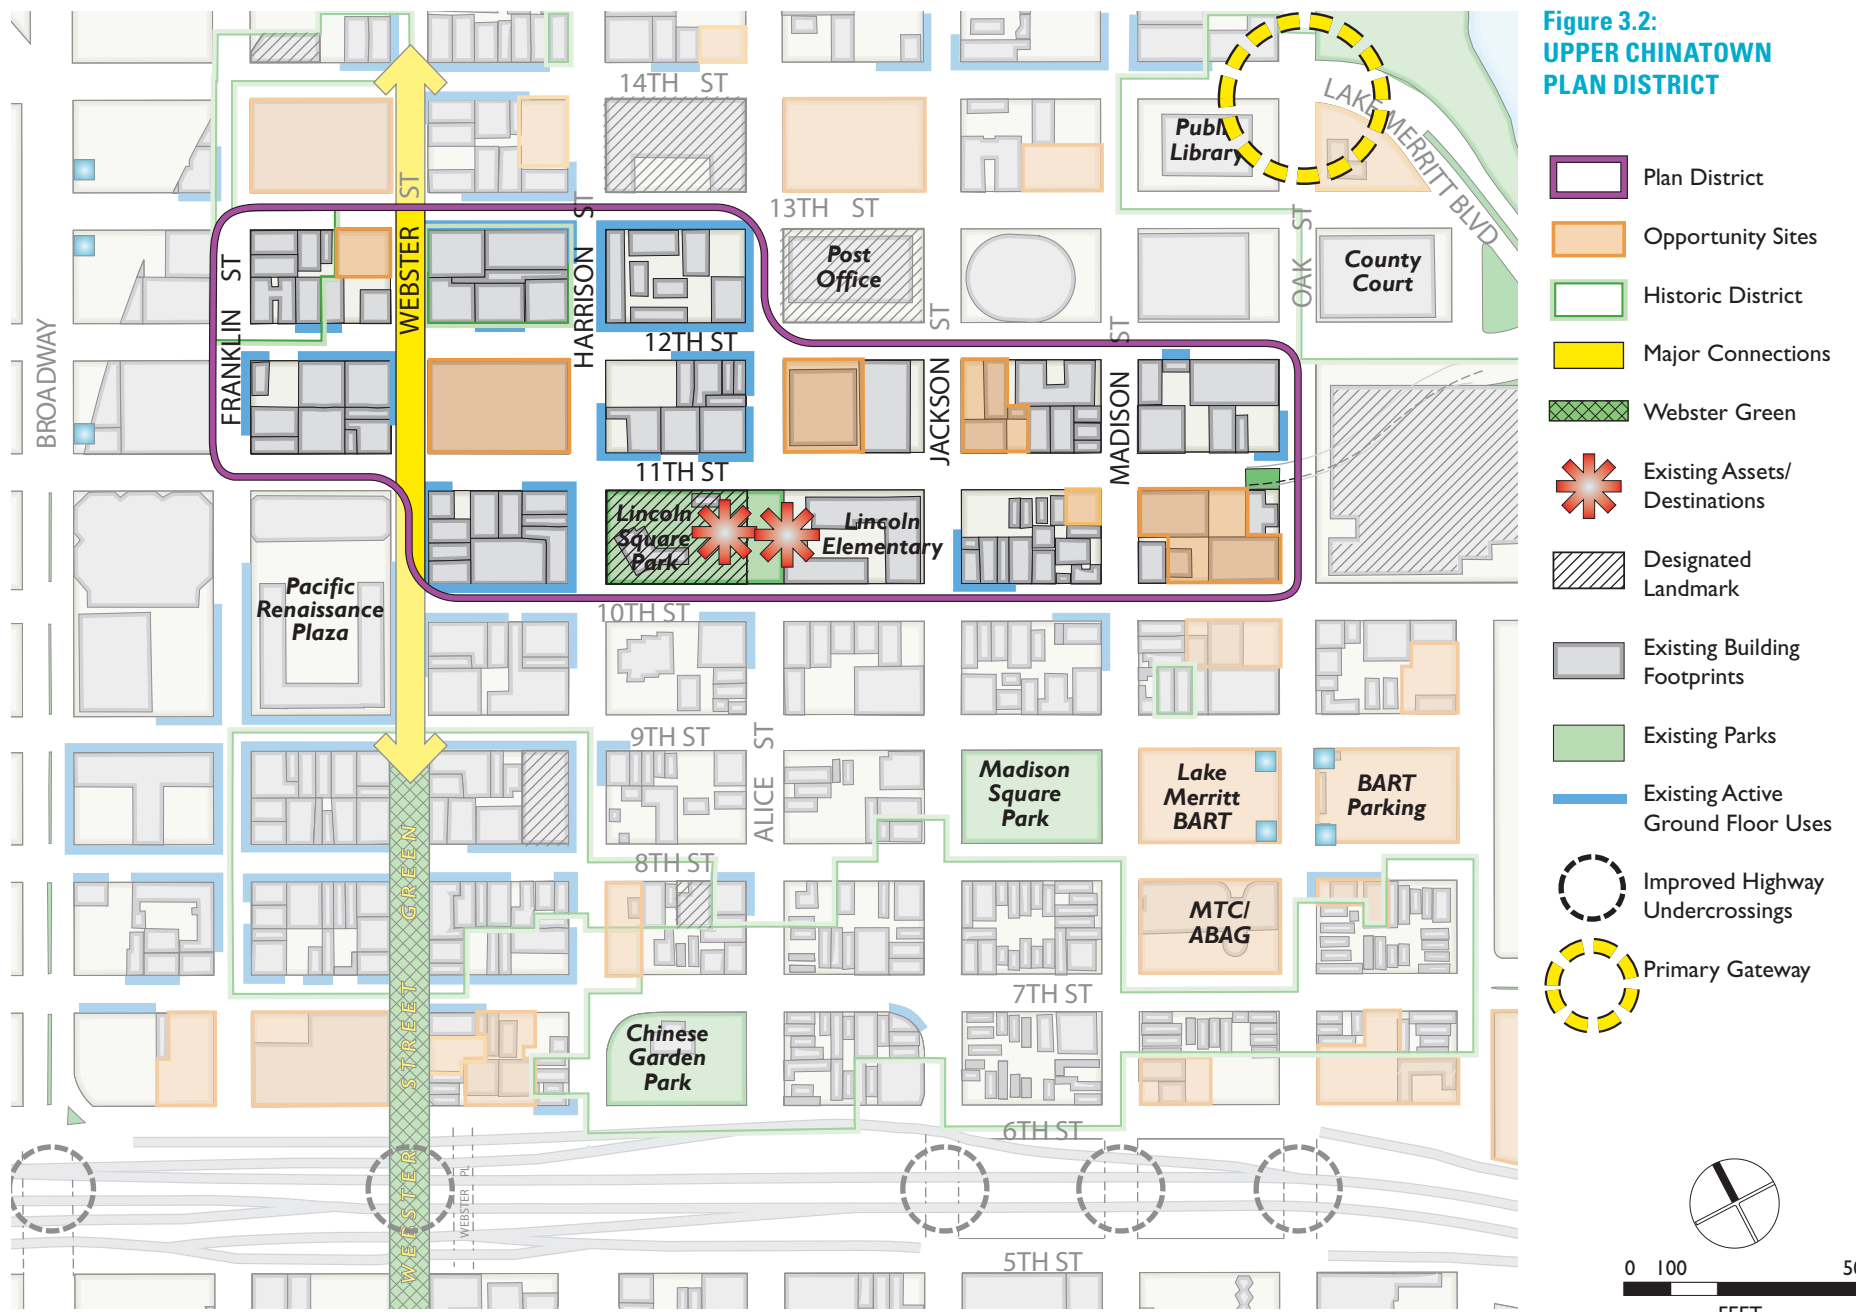 Figure 3.2:
UPPER CHINATOWN
PLAN DISTRICT
Plan District
Opportunity Sites
Historic District
Major Connections
Webster Green
Existing Assets/
Destinations
Designated
Landmark
Existing Building
Footprints
Existing Parks
Existing Active
Ground Floor Uses
Improved Highway
Undercrossings
Primary Gateway
0 100
FEET
14TH ST
LAKE MERRITT BLVD
Public
Library
13TH ST
Post
Office
County
Court
OAK ST
BROADWAY
FRANKLIN ST
WEBSTER ST
HARRISON ST
12TH ST
JACKSON ST
MADISON ST
11TH ST
Lincoln
Square
Park
Lincoln
Elementary
Pacific
Renaissance
Plaza
10TH ST
9TH ST
ALICE ST
Madison
Square
Park
Lake
Merritt
BART
BART
Parking
8TH ST
MTC/
ABAG
7TH ST
Chinese
Garden
Park
WEBSTER STREET GREEN
6TH ST
WEBSTER PL
5TH ST